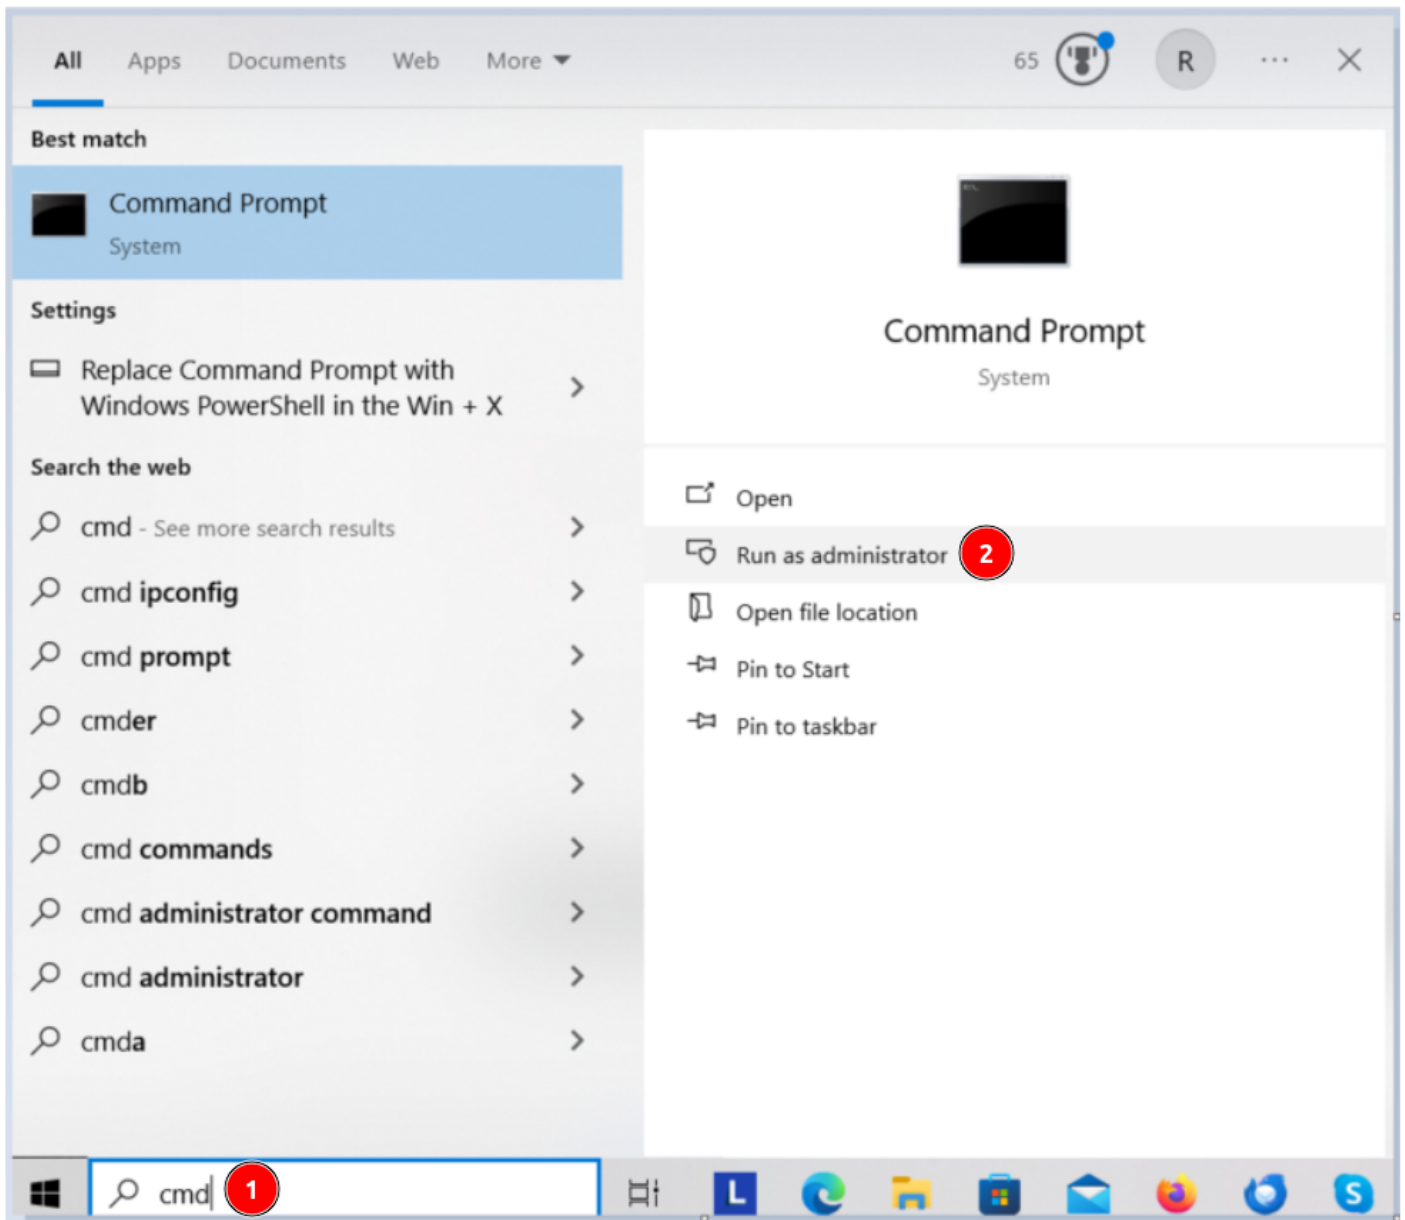 All Apps Documents Web More 65 R ... 
Best match
Command Prompt
System
Settings
Replace Command Prompt with
Windows PowerShell in the Win + X
Search the web
cmd - See more search results
cmd ipconfig
cmd prompt
cmder
cmdb
cmd commands
cmd administrator command
cmd administrator
cmda
Command Prompt
System
Open
Run as administrator 2
Open file location
Pin to Start
Pin to taskbar
cmd 1 L S